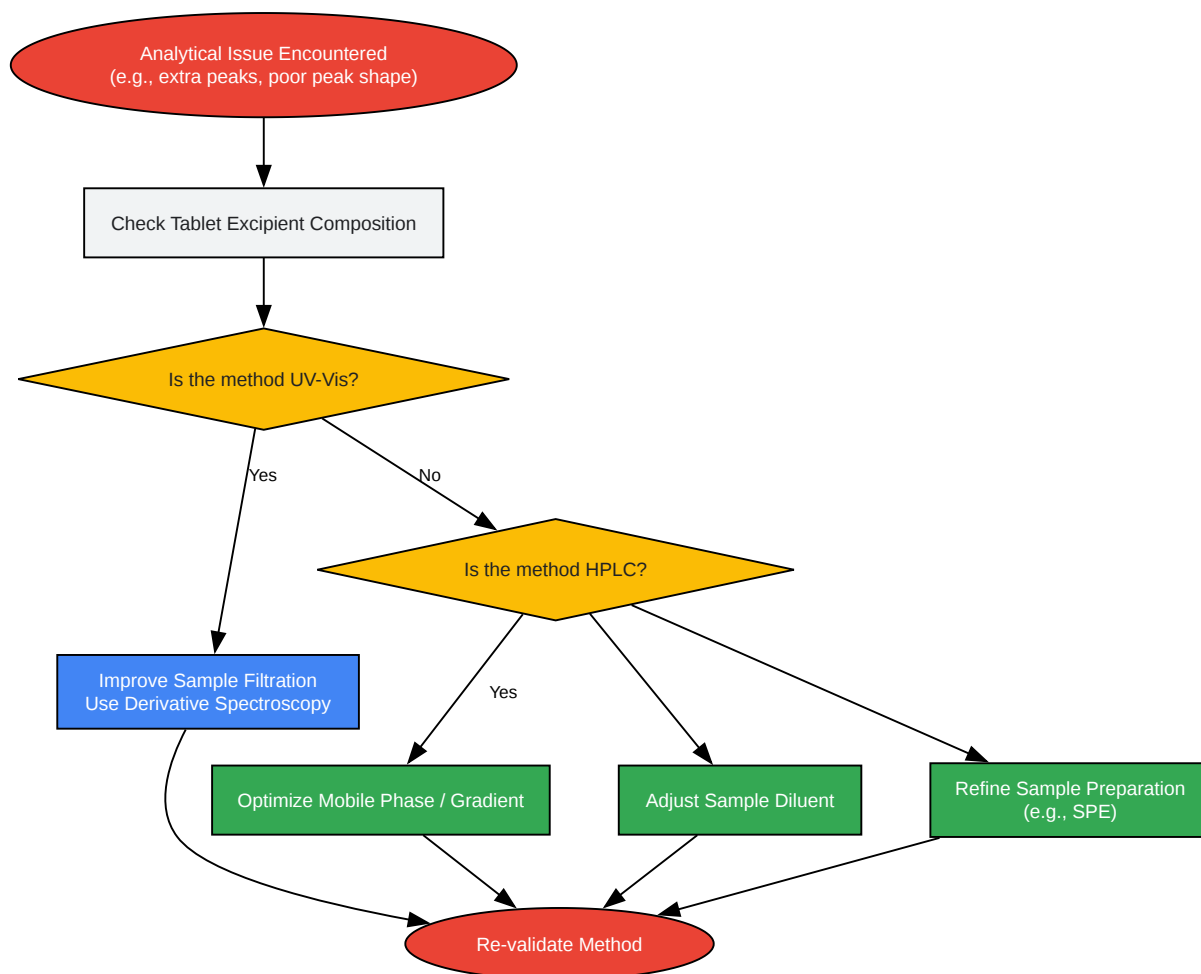 Analytical Issue Encountered
(e.g., extra peaks, poor peak shape)
Check Tablet Excipient Composition
Is the method UV-Vis?
Yes
No
Is the method HPLC?
Improve Sample Filtration
Use Derivative Spectroscopy
Yes
Optimize Mobile Phase / Gradient
Adjust Sample Diluent
Refine Sample Preparation
(e.g., SPE)
Re-validate Method